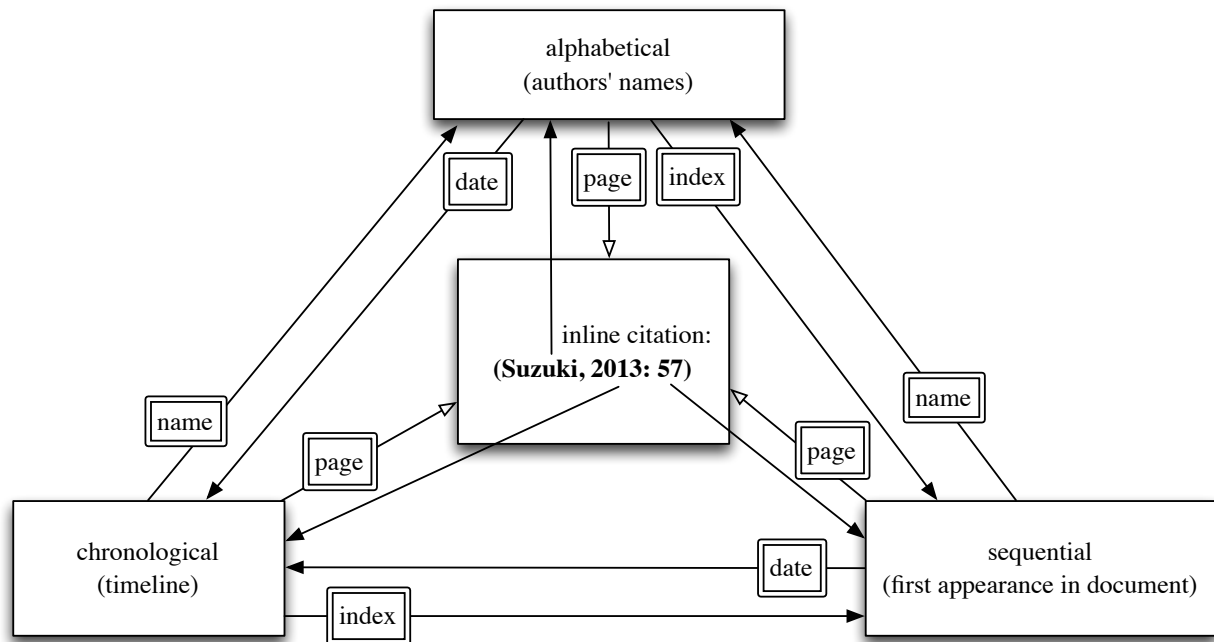 alphabetical
(authors' names)
date
page
index
inline citation:
(Suzuki, 2013: 57)
name
name
page
page
chronological
(timeline)
sequential
(first appearance in document)
date
index